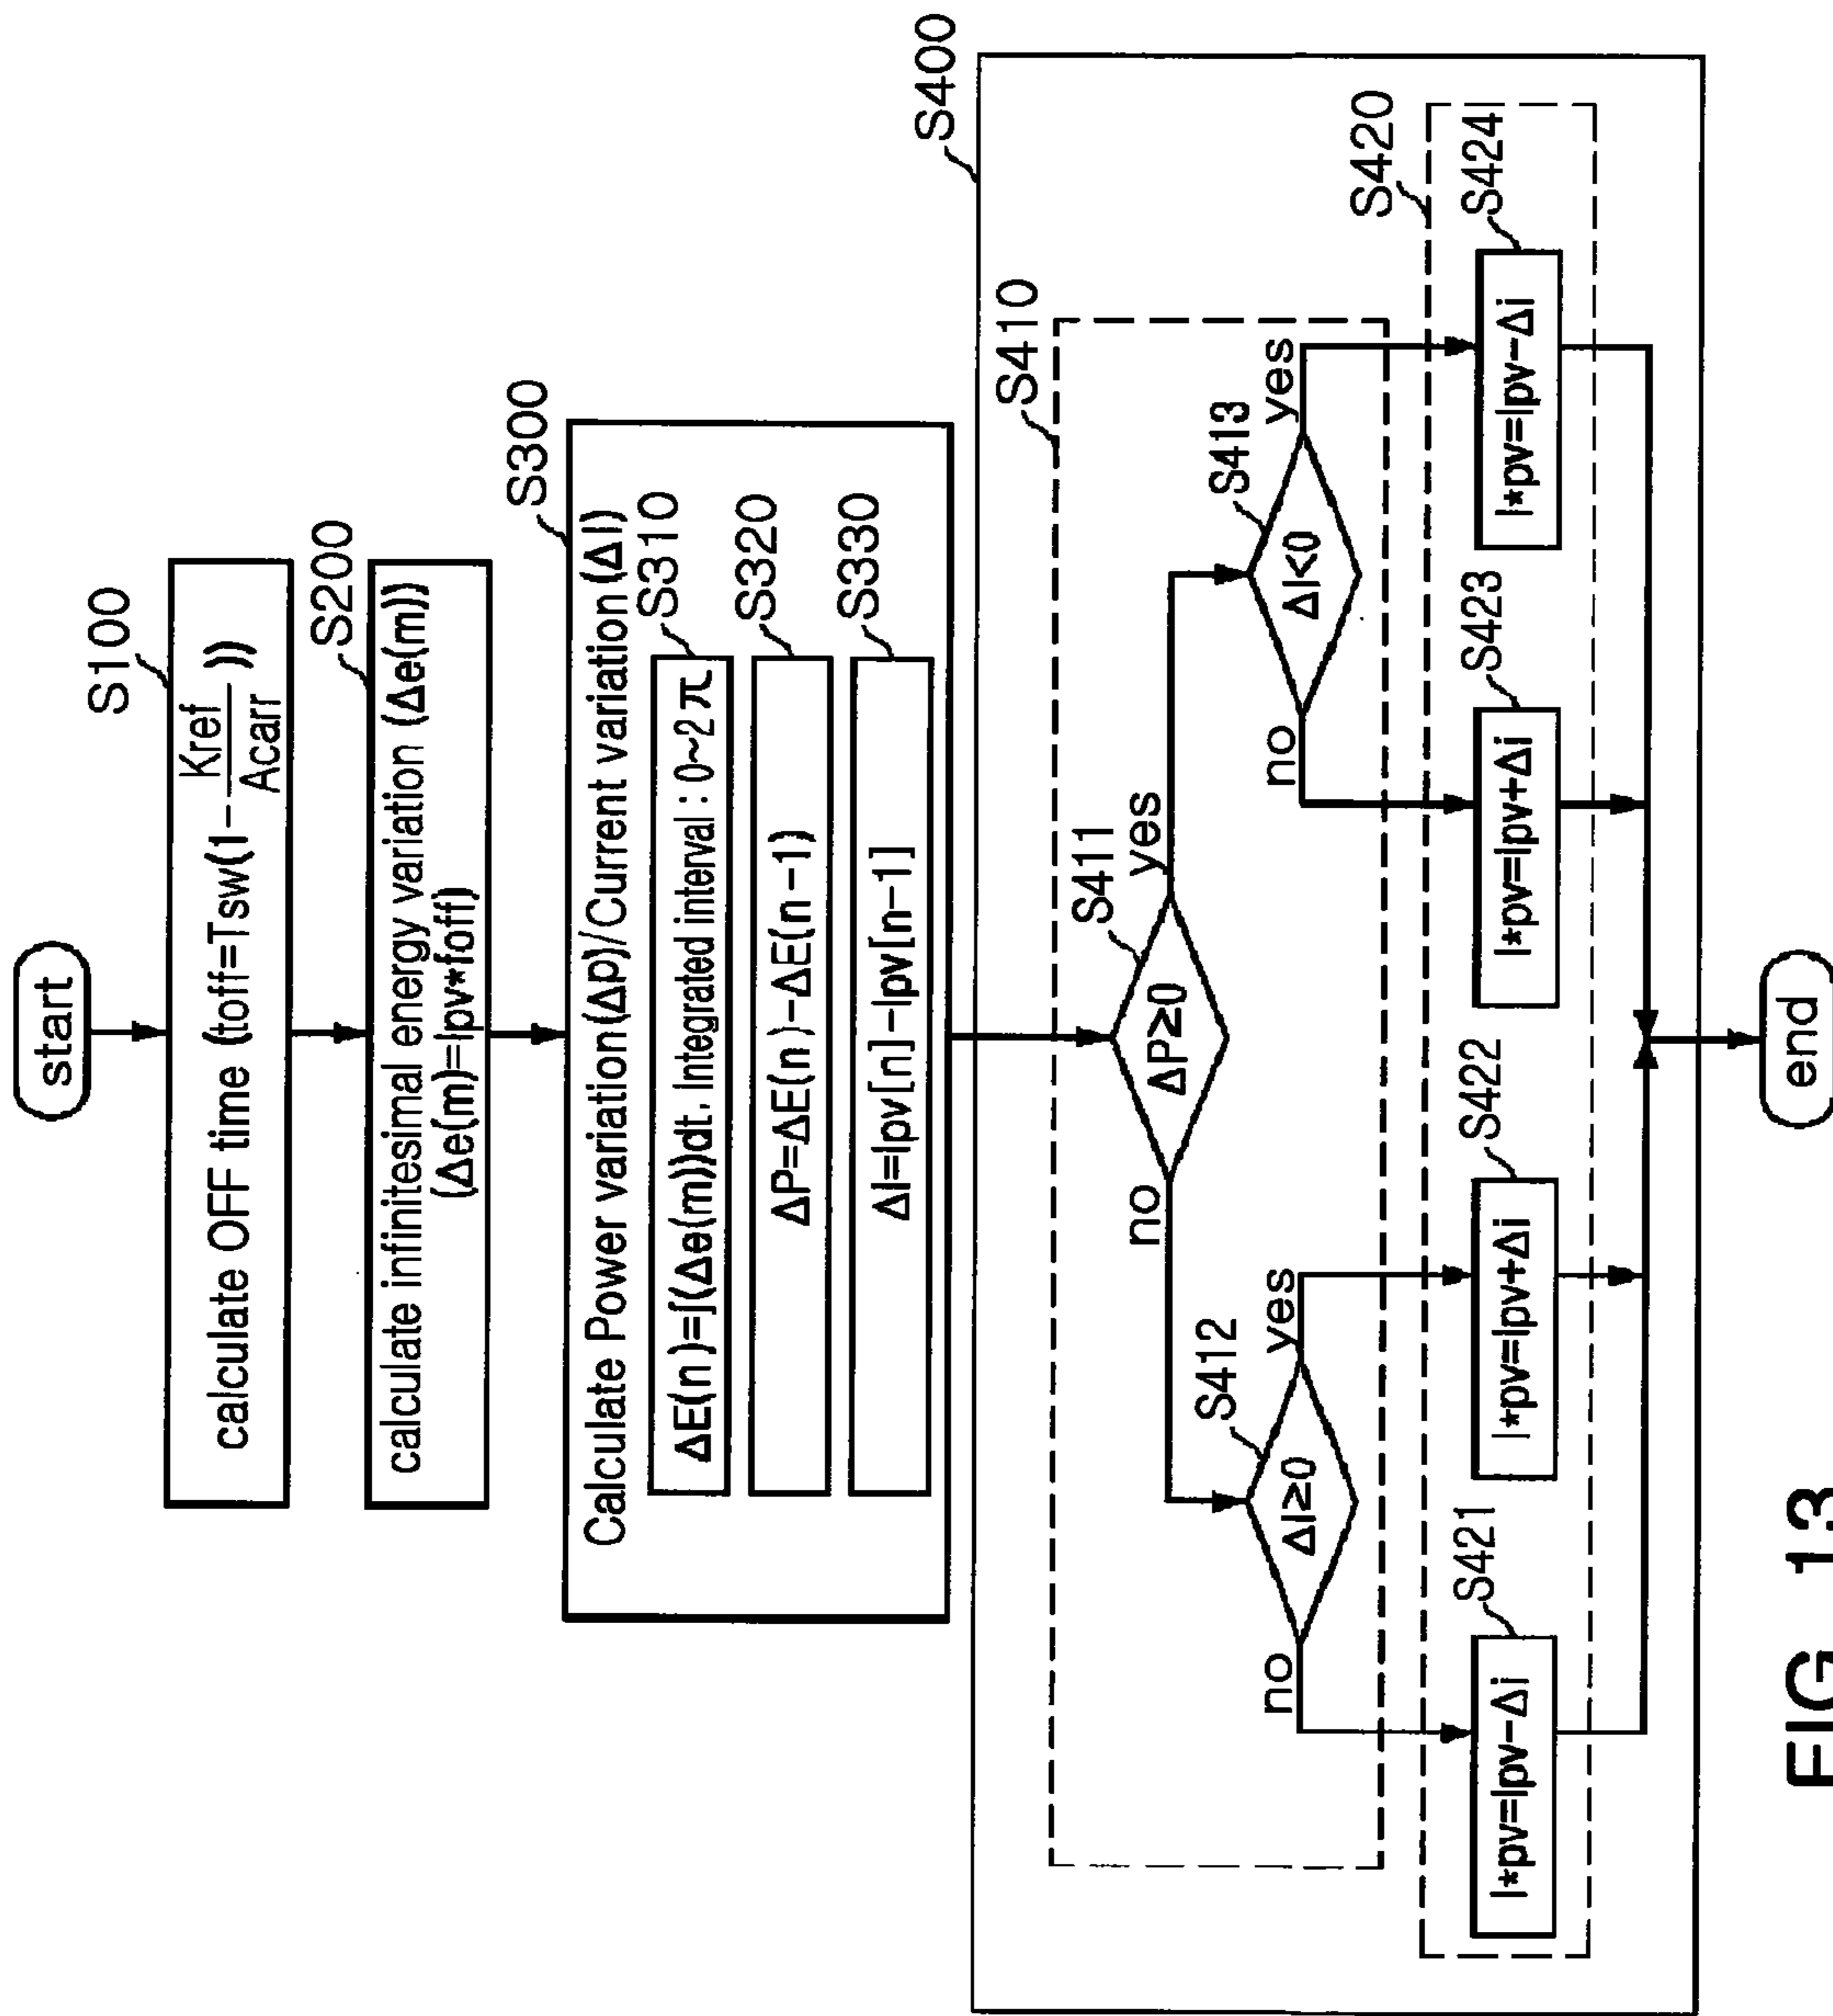 start
S100
calculate OFF time (toff=Tsw(1-Kref/Acarr))
S200
calculate infinitesimal energy variation (Δe(m))
(Δe(m)=Ipv*foff)
S300
Calculate Power variation(Δp)/Current variation (ΔI)
S310
ΔE(n)=∫(Δe(m))dt. Integrated interval : 0~2π
S320
ΔP=ΔE(n)-ΔE(n-1)
S330
ΔI=Ipv[n]-Ipv[n-1]
S400
S410
S411
ΔP≥0
no
yes
S412
ΔI≥0
no
yes
S413
ΔI<0
no
yes
S420
S421
I*pv=Ipv-Δi
S422
I*pv=Ipv+Δi
S423
I*pv=Ipv+Δi
S424
I*pv=Ipv-Δi
end
FIG. 13